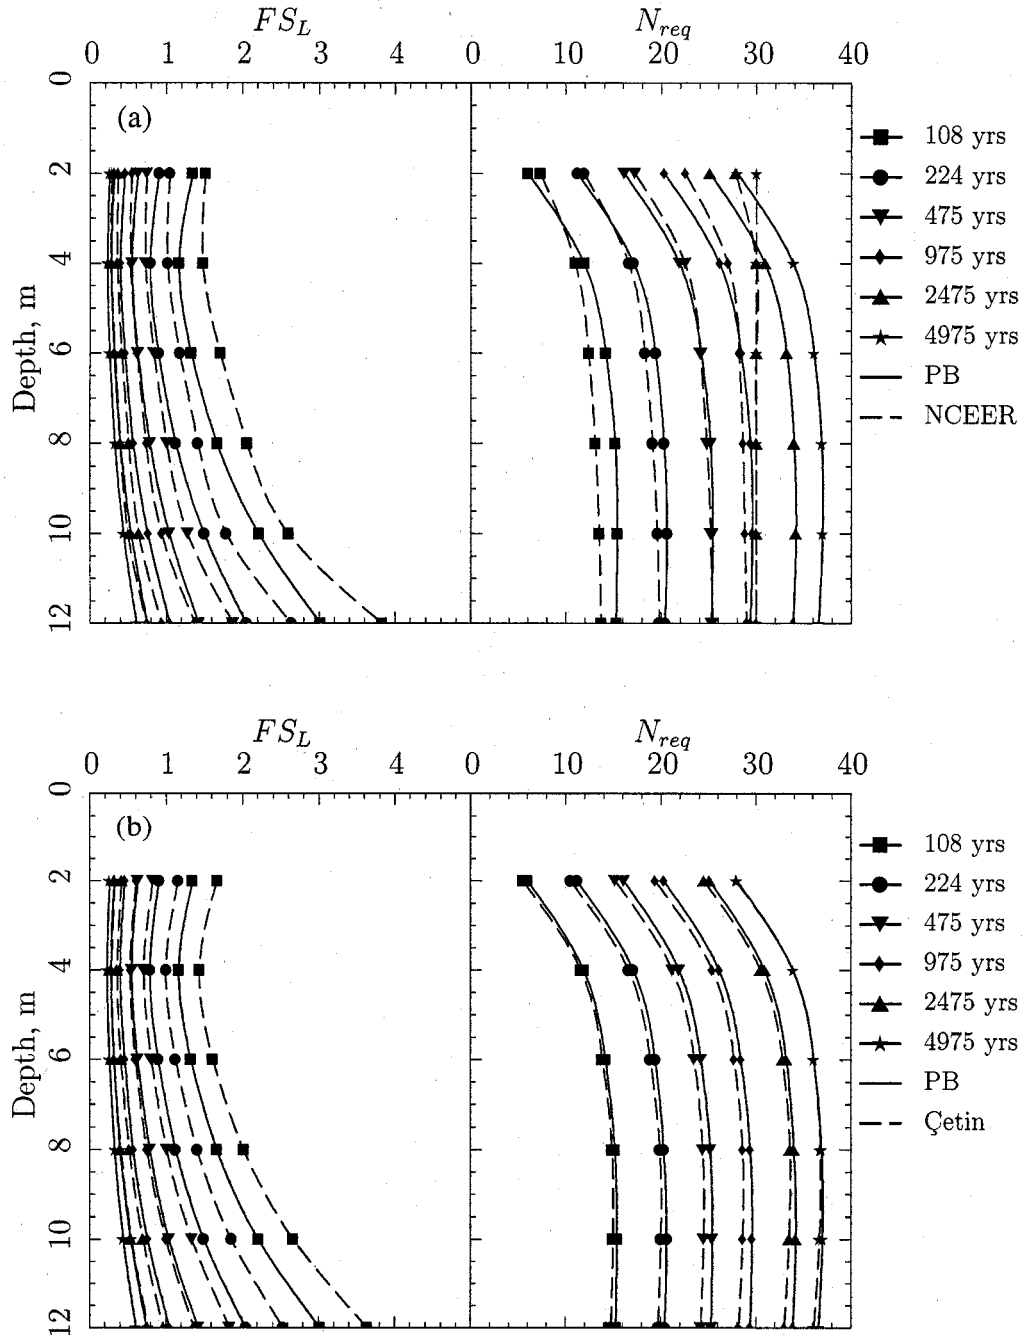 FS_L N_req
0 1 2 3 4 0 10 20 30 40
0
(a)
108 yrs
2
224 yrs
475 yrs
4
975 yrs
2475 yrs
4975 yrs
6
PB
NCEER
8
10
12
Depth, m
FS_L N_req
0 1 2 3 4 0 10 20 30 40
0
(b)
108 yrs
2
224 yrs
475 yrs
4
975 yrs
2475 yrs
4975 yrs
6
PB
Çetin
8
10
12
Depth, m